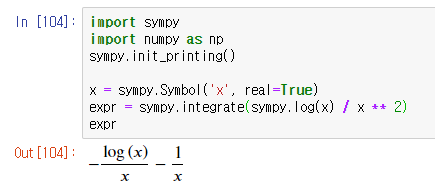 In [104]: import sympy
import numpy as np
sympy.init_printing()
x = sympy.Symbol('x', real=True)
expr = sympy.integrate(sympy.log(x) / x ** 2)
expr
Out[104]: −log (x)/x − 1/x